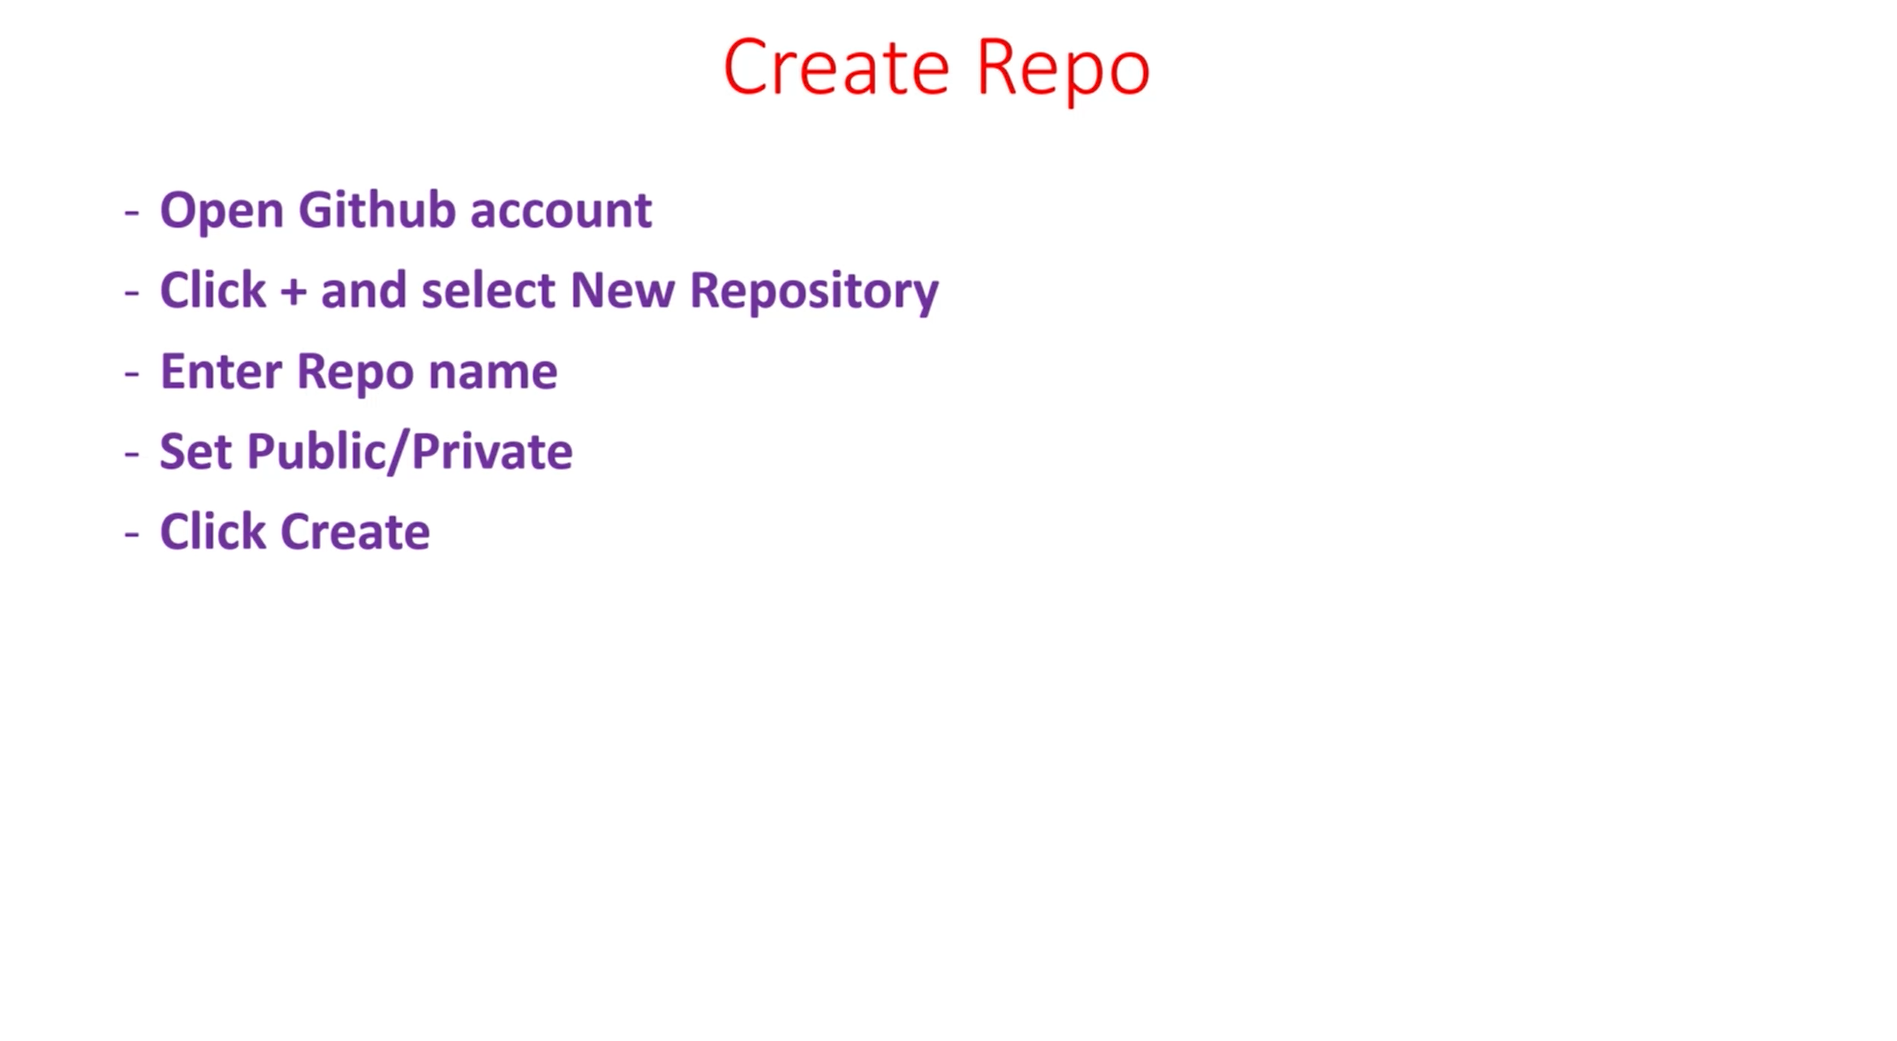 Create Repo
- Open Github account
- Click + and select New Repository
- Enter Repo name
- Set Public/Private
- Click Create